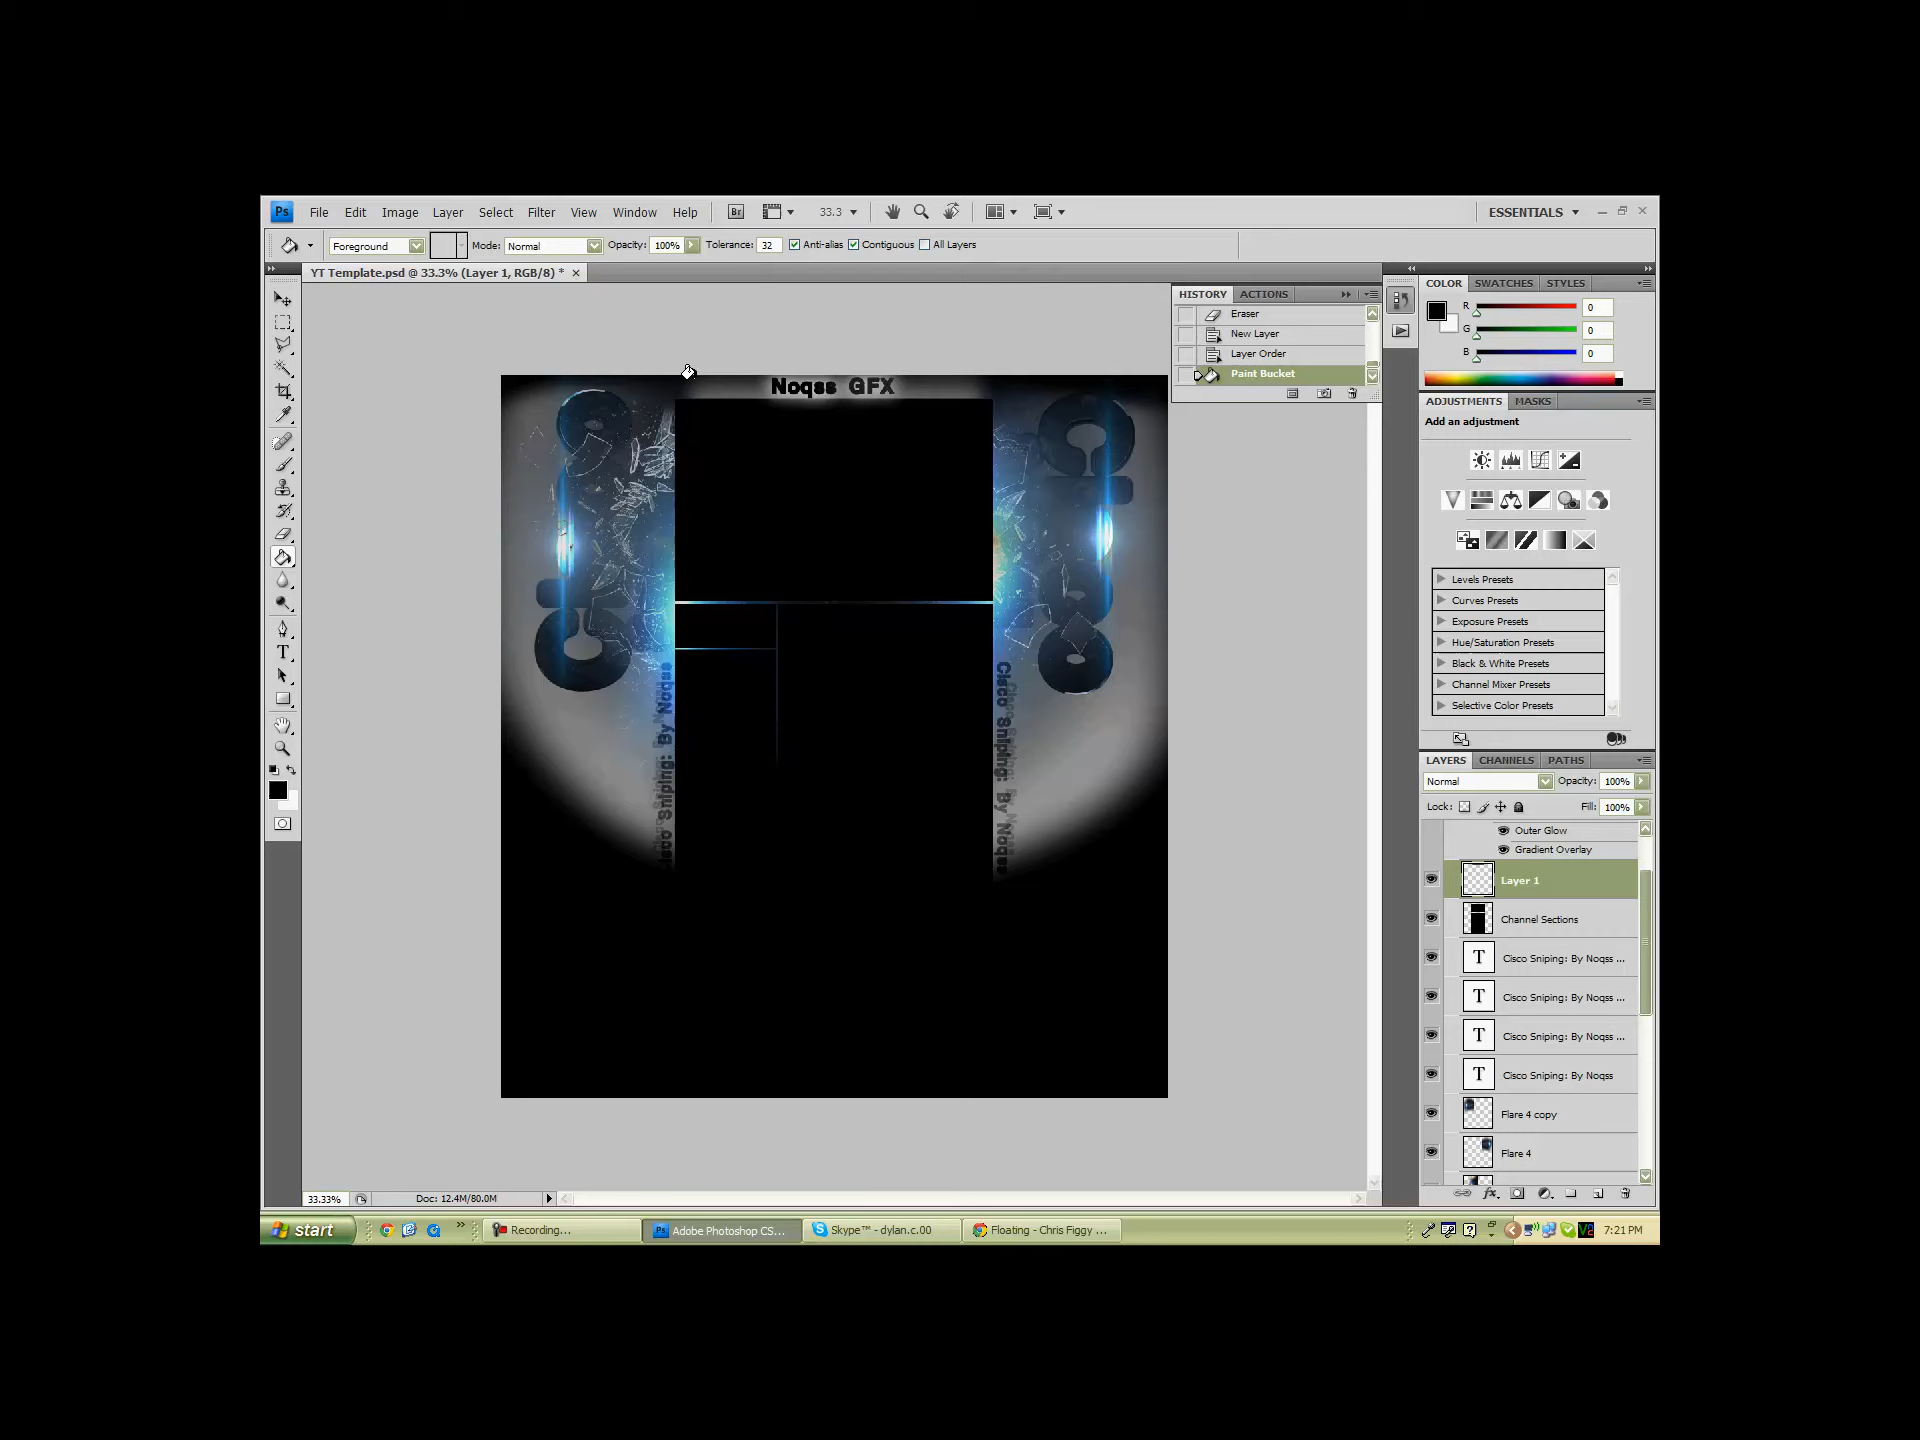 Ps File Edit Image Layer Select Filter View Window Help Br 33.3 ESSENTIALS
Foreground Mode: Normal Opacity: 100% Tolerance: 32 Anti-alias Contiguous All Layers
YT Template.psd @ 33.3% (Layer 1, RGB/8) * ×
HISTORY ACTIONS
Eraser
New Layer
Layer Order
Paint Bucket
COLOR SWATCHES STYLES
R 0
G 0
B 0
ADJUSTMENTS MASKS
Add an adjustment
Levels Presets
Curves Presets
Exposure Presets
Hue/Saturation Presets
Black & White Presets
Channel Mixer Presets
Selective Color Presets
Noqss GFX
Cisco Sniping: By Noqss
Cisco Sniping: By Noqss
LAYERS CHANNELS PATHS
Normal Opacity: 100%
Lock: Fill: 100%
Outer Glow
Gradient Overlay
Layer 1
Channel Sections
T Cisco Sniping: By Noqss ...
T Cisco Sniping: By Noqss ...
T Cisco Sniping: By Noqss ...
T Cisco Sniping: By Noqss
Flare 4 copy
Flare 4
fx
33.33% Doc: 12.4M/80.0M
start Recording... Ps Adobe Photoshop CS... Skype™ - dylan.c.00 Floating - Chris Figgy ... 7:21 PM